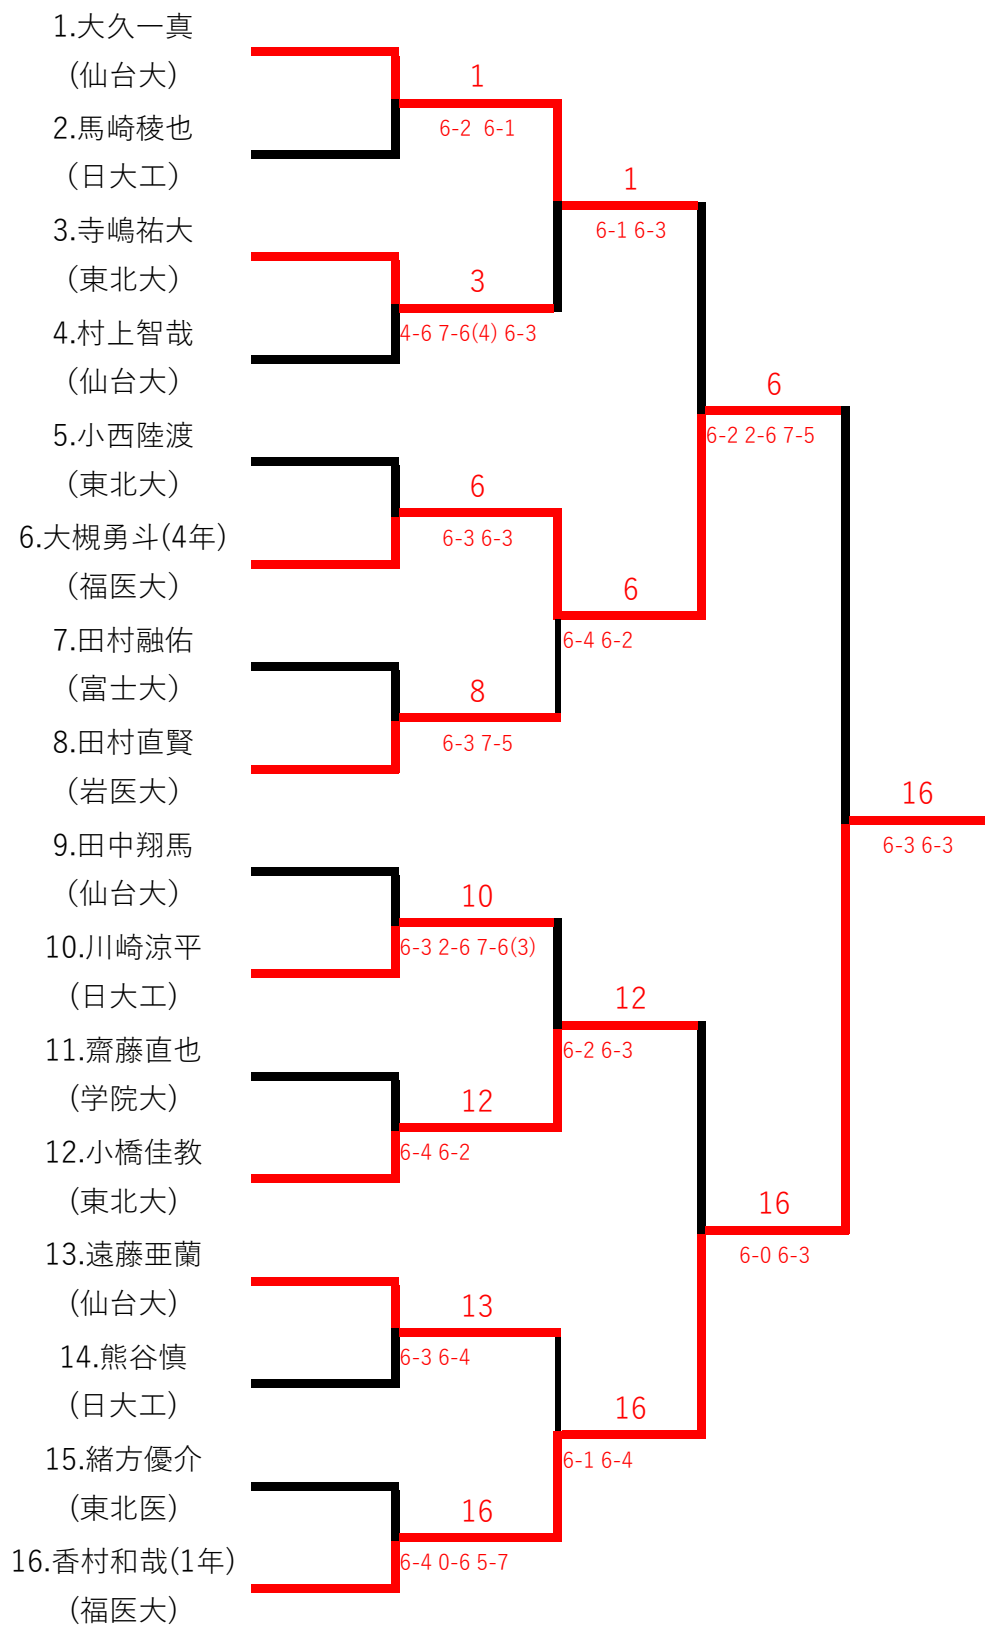 1.大久一真
(仙台大)
1
2.馬崎稜也
6-2 6-1
(日大工)
1
3.寺嶋祐大
6-1 6-3
(東北大)
3
4.村上智哉
4-6 7-6(4) 6-3
(仙台大)
6
5.小西陸渡
6-2 2-6 7-5
(東北大)
6
6.大槻勇斗(4年)
6-3 6-3
(福医大)
6
7.田村融佑
6-4 6-2
(富士大)
8
8.田村直賢
6-3 7-5
(岩医大)
16
9.田中翔馬
6-3 6-3
(仙台大)
10
10.川崎涼平
6-3 2-6 7-6(3)
(日大工)
12
11.齋藤直也
6-2 6-3
(学院大)
12
12.小橋佳教
6-4 6-2
(東北大)
16
13.遠藤亜蘭
6-0 6-3
(仙台大)
13
14.熊谷慎
6-3 6-4
(日大工)
16
15.緒方優介
6-1 6-4
(東北医)
16
16.香村和哉(1年)
6-4 0-6 5-7
(福医大)